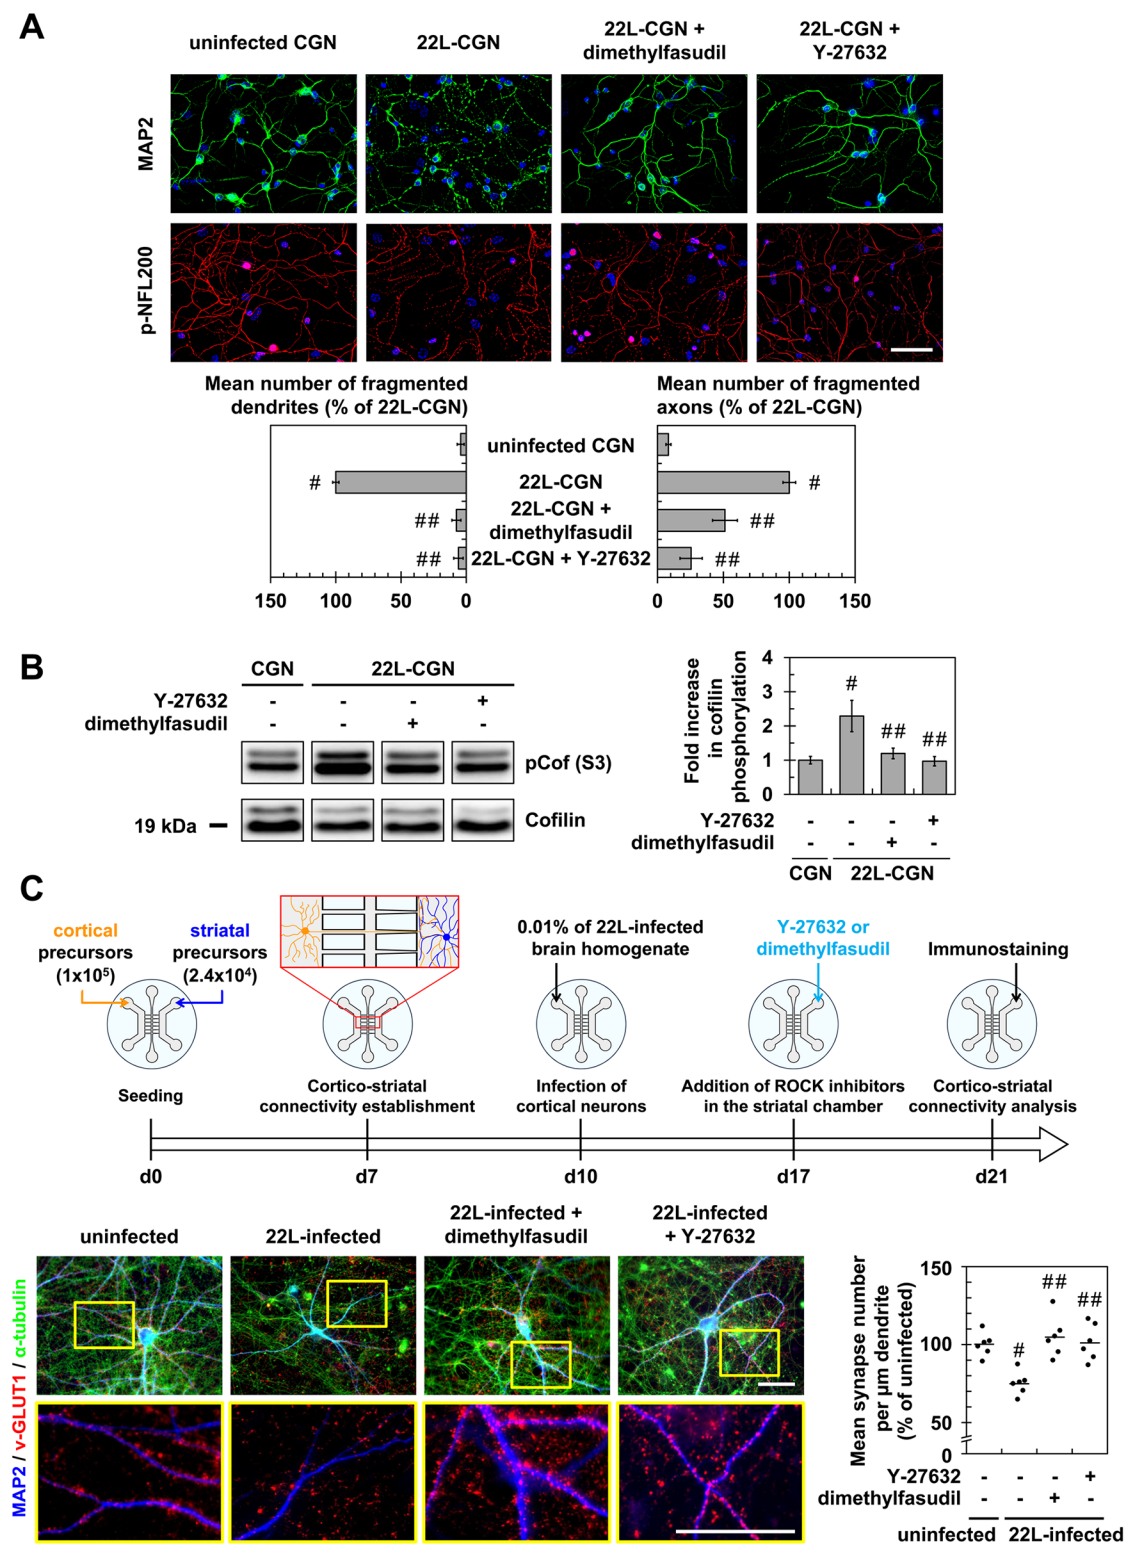 A
uninfected CGN
22L-CGN
22L-CGN +
dimethylfasudil
22L-CGN +
Y-27632
MAP2
p-NFL200
Mean number of fragmented
dendrites (% of 22L-CGN)
Mean number of fragmented
axons (% of 22L-CGN)
uninfected CGN
# 22L-CGN #
## 22L-CGN +
dimethylfasudil ##
## 22L-CGN + Y-27632 ##
150 100 50 0
0 50 100 150
B
CGN 22L-CGN
Y-27632 - - - +
dimethylfasudil - - + -
pCof (S3)
19 kDa
Cofilin
Fold increase
in cofilin
phosphorylation
4
3
2
1
0
#
##
##
Y-27632 - - - +
dimethylfasudil - - + -
CGN 22L-CGN
C
cortical
precursors
(1x10⁵)
striatal
precursors
(2.4x10⁴)
0.01% of 22L-infected
brain homogenate
Y-27632 or
dimethylfasudil
Immunostaining
Seeding
Cortico-striatal
connectivity establishment
Infection of
cortical neurons
Addition of ROCK inhibitors
in the striatal chamber
Cortico-striatal
connectivity analysis
d0 d7 d10 d17 d21
uninfected
22L-infected
22L-infected +
dimethylfasudil
22L-infected
+ Y-27632
MAP2 / v-GLUT1 / α-tubulin
Mean synapse number
per µm dendrite
(% of uninfected)
150
100
50
0
#
##
##
Y-27632 - - - +
dimethylfasudil - - + -
uninfected 22L-infected